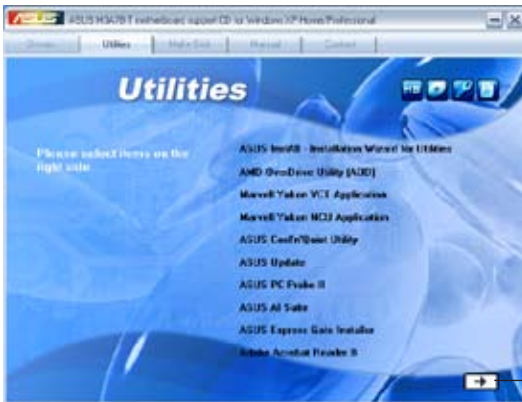 ASUS M3A78-T motherboard support CD for Windows XP Home/Professional
Drivers Utilities Make Disk Manual Contact
Utilities
Please select items on the
right side
ASUS InstAll - Installation Wizard for Utilities
AMD OverDrive Utility (AOD)
Marvell Yukon VCT Application
Marvell Yukon NCU Application
ASUS Cool'n'Quiet Utility
ASUS Update
ASUS PC Probe II
ASUS AI Suite
ASUS Express Gate Installer
Adobe Acrobat Reader 8